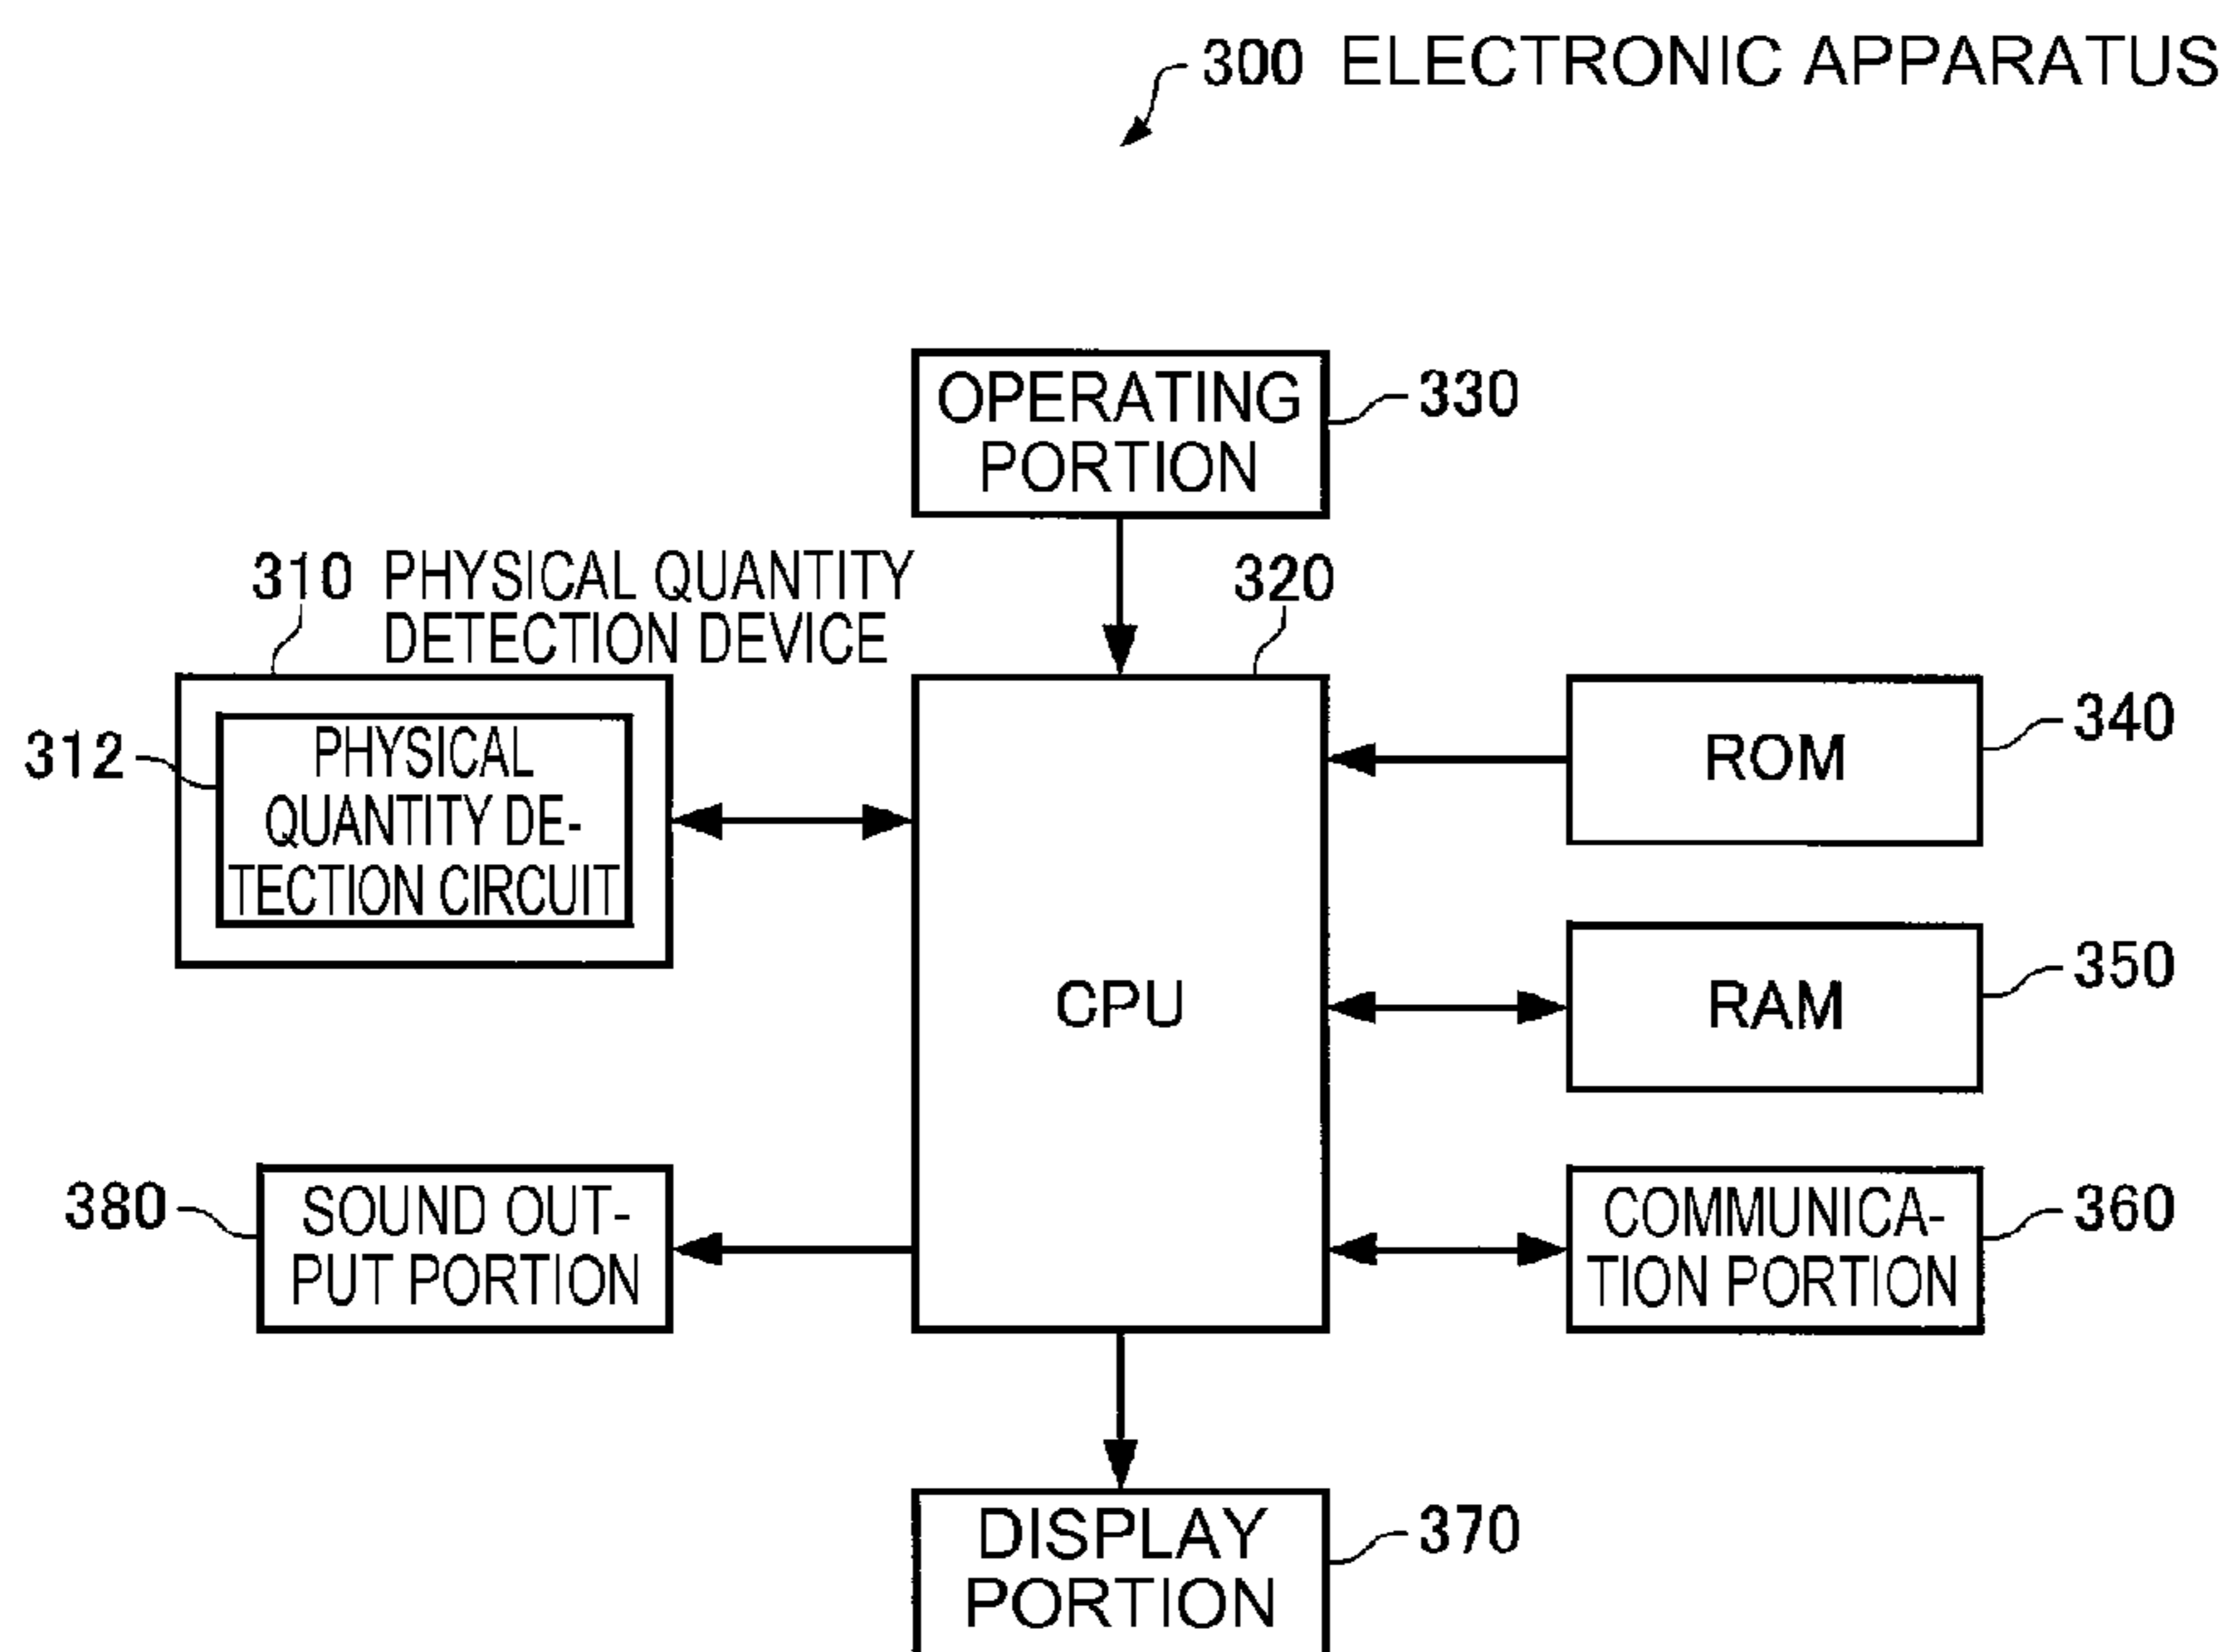 300 ELECTRONIC APPARATUS
OPERATING
PORTION
330
310 PHYSICAL QUANTITY
DETECTION DEVICE
320
312
PHYSICAL
QUANTITY DE-
TECTION CIRCUIT
ROM
340
CPU
RAM
350
380
SOUND OUT-
PUT PORTION
COMMUNICA-
TION PORTION
360
DISPLAY
PORTION
370